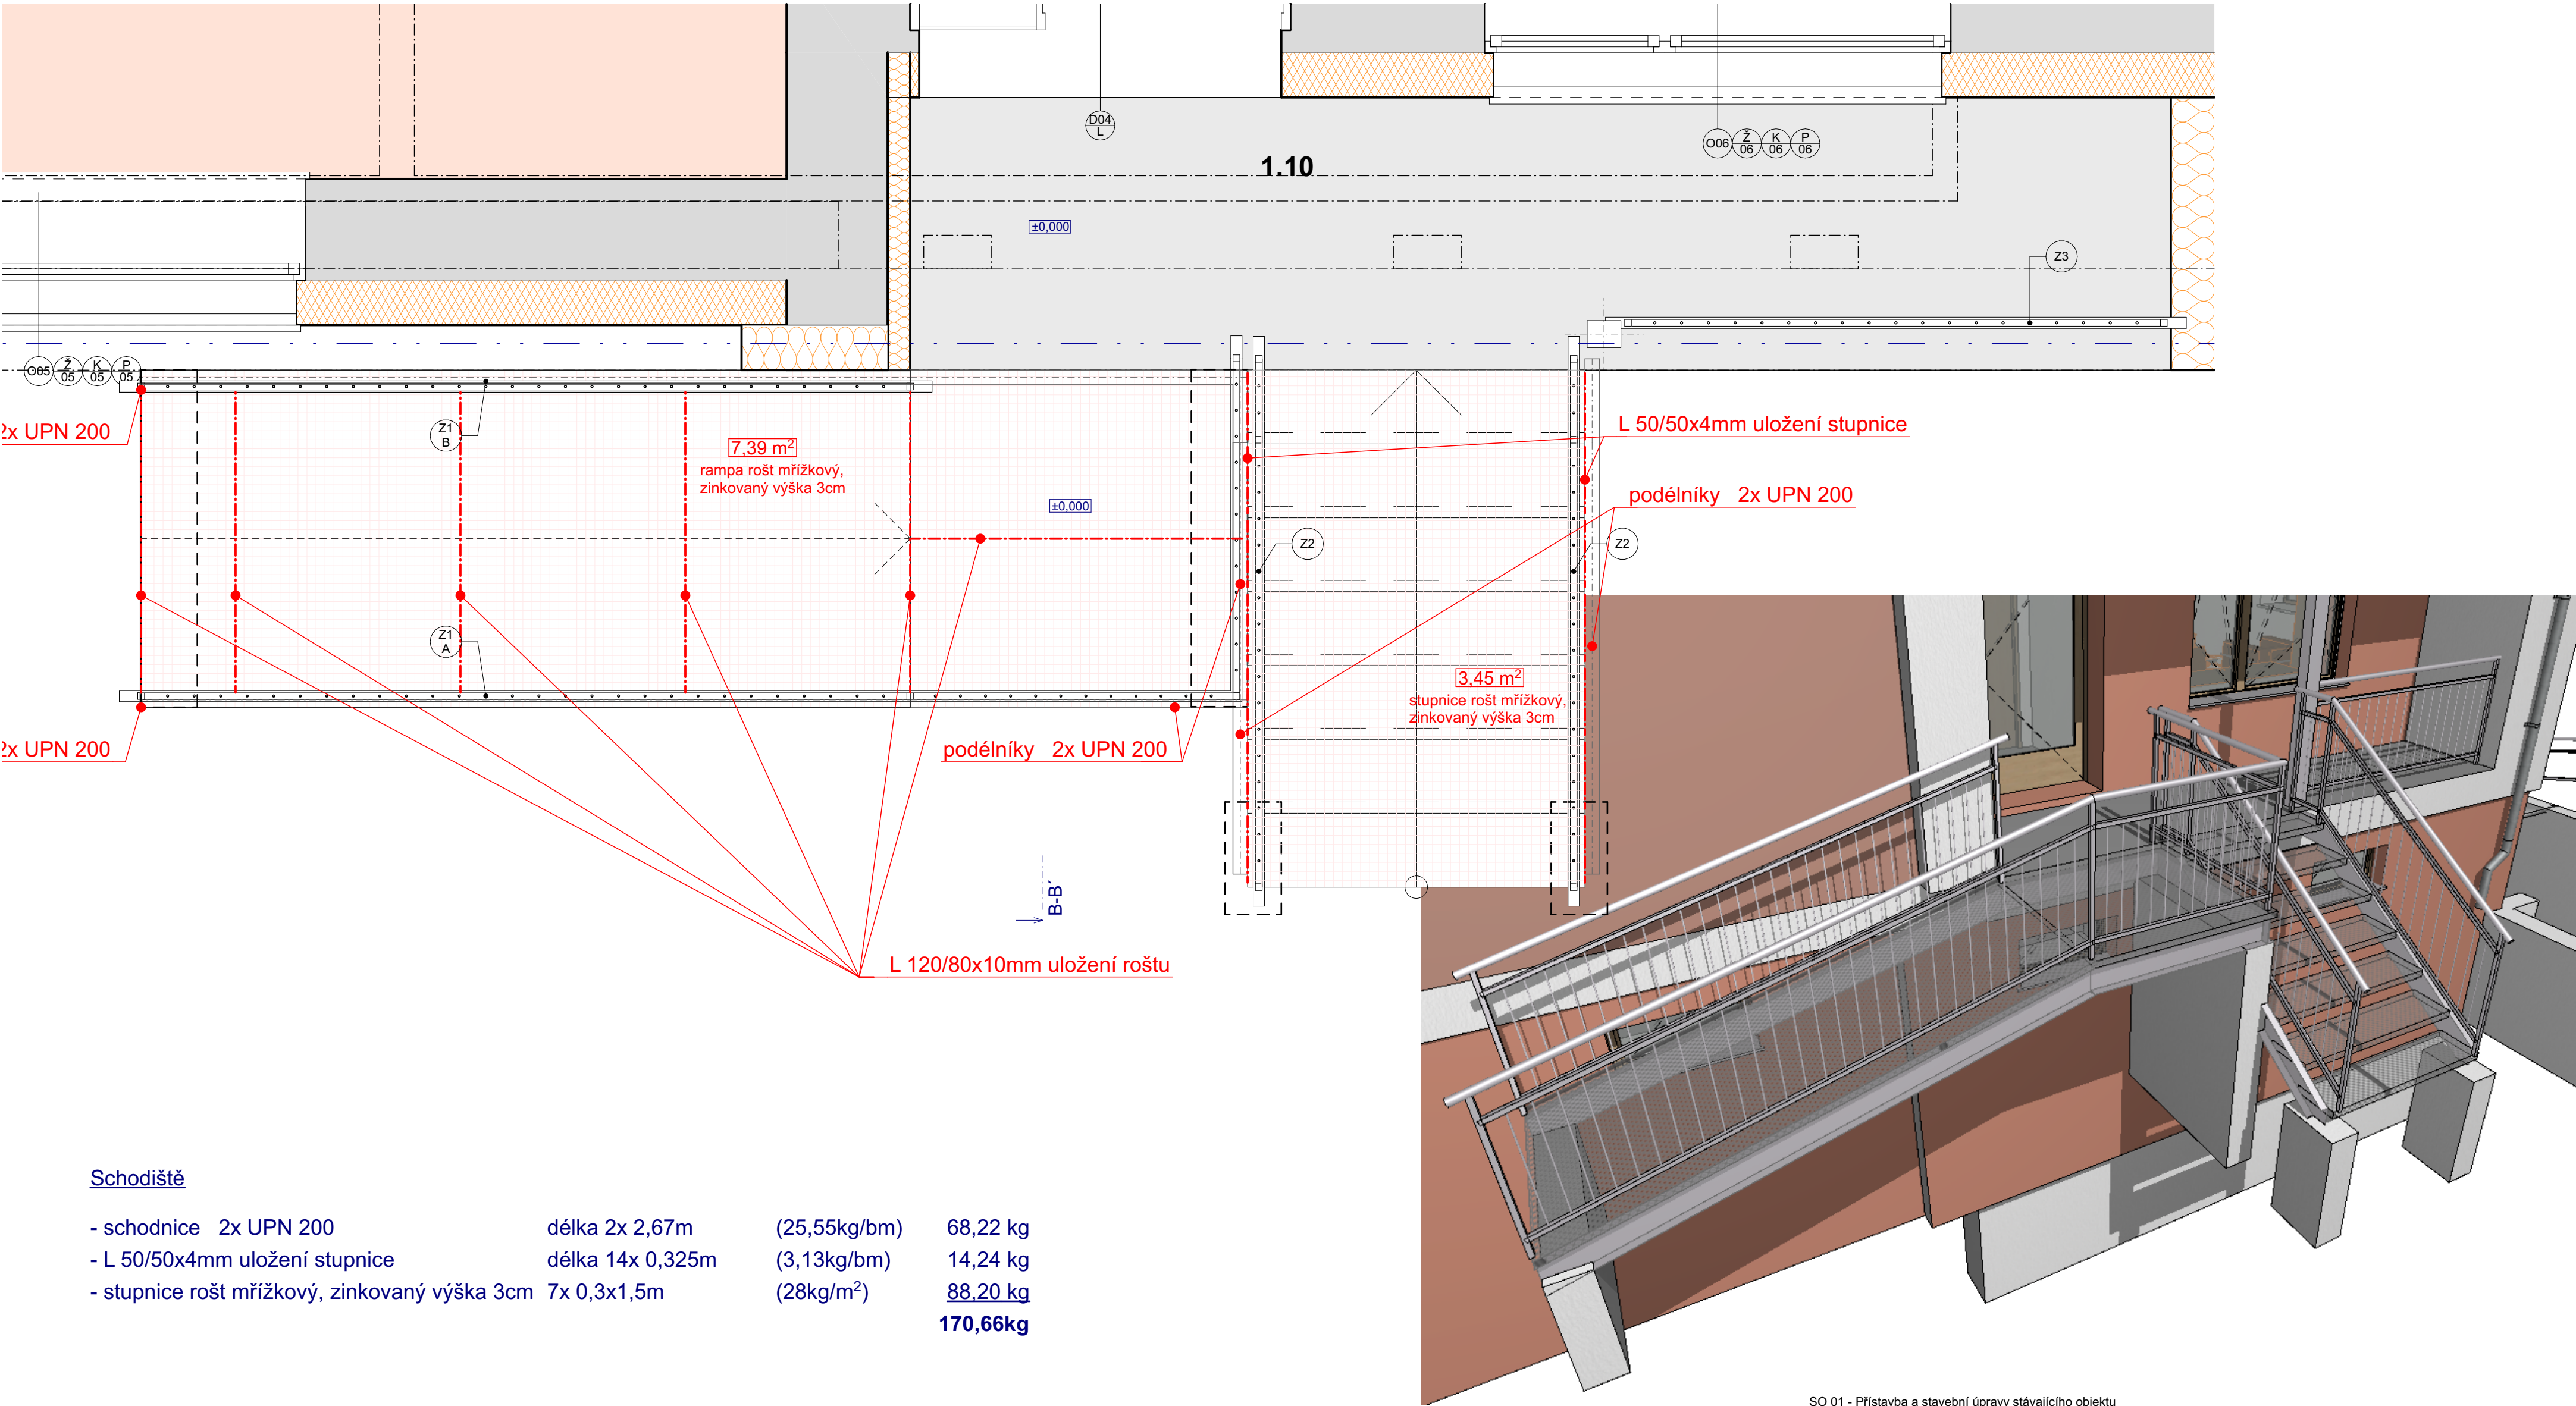 D04
L
O06
Ž
06
K
06
P
06
1.10
±0,000
Z3
O05
Ž
05
K
05
P
05
2x UPN 200
Z1
B
7,39 m²
rampa rošt mřížkový,
zinkovaný výška 3cm
±0,000
L 50/50x4mm uložení stupnice
podélníky 2x UPN 200
Z2
Z2
Z1
A
3,45 m²
stupnice rošt mřížkový,
zinkovaný výška 3cm
2x UPN 200
podélníky 2x UPN 200
B-B´
L 120/80x10mm uložení roštu
Schodiště
- schodnice 2x UPN 200 délka 2x 2,67m (25,55kg/bm) 68,22 kg
- L 50/50x4mm uložení stupnice délka 14x 0,325m (3,13kg/bm) 14,24 kg
- stupnice rošt mřížkový, zinkovaný výška 3cm 7x 0,3x1,5m (28kg/m²) 88,20 kg
170,66kg
SO 01 - Přístavba a stavební úpravy stávajícího objektu